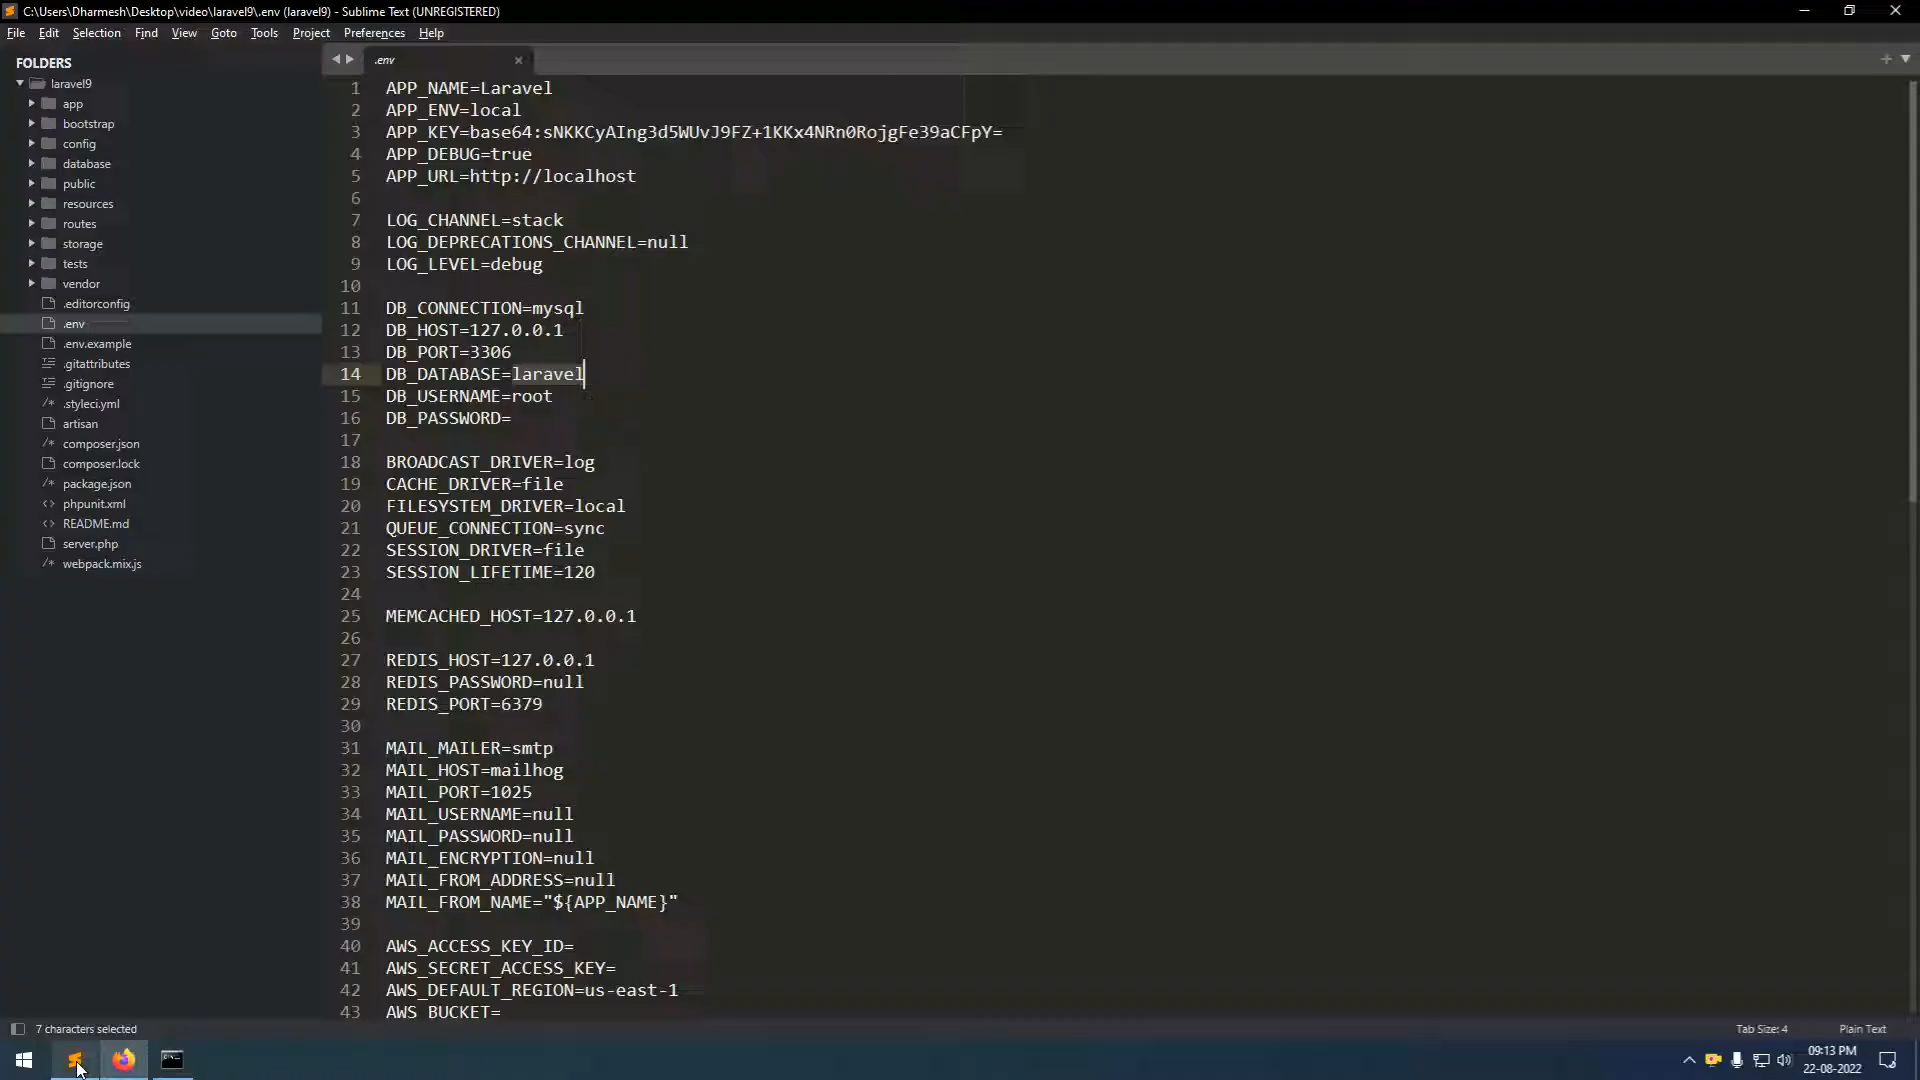 C:\Users\Dharmesh\Desktop\video\laravel9\.env (laravel9) - Sublime Text (UNREGISTERED)
File Edit Selection Find View Goto Tools Project Preferences Help
FOLDERS
laravel9
app
bootstrap
config
database
public
resources
routes
storage
tests
vendor
.editorconfig
.env
.env.example
.gitattributes
.gitignore
.styleci.yml
artisan
composer.json
composer.lock
package.json
phpunit.xml
README.md
server.php
webpack.mix.js
.env
1 APP_NAME=Laravel
2 APP_ENV=local
3 APP_KEY=base64:sNKKCyAIng3d5WUvJ9FZ+1KKx4NRn0RojgFe39aCFpY=
4 APP_DEBUG=true
5 APP_URL=http://localhost
6
7 LOG_CHANNEL=stack
8 LOG_DEPRECATIONS_CHANNEL=null
9 LOG_LEVEL=debug
10
11 DB_CONNECTION=mysql
12 DB_HOST=127.0.0.1
13 DB_PORT=3306
14 DB_DATABASE=laravel
15 DB_USERNAME=root
16 DB_PASSWORD=
17
18 BROADCAST_DRIVER=log
19 CACHE_DRIVER=file
20 FILESYSTEM_DRIVER=local
21 QUEUE_CONNECTION=sync
22 SESSION_DRIVER=file
23 SESSION_LIFETIME=120
24
25 MEMCACHED_HOST=127.0.0.1
26
27 REDIS_HOST=127.0.0.1
28 REDIS_PASSWORD=null
29 REDIS_PORT=6379
30
31 MAIL_MAILER=smtp
32 MAIL_HOST=mailhog
33 MAIL_PORT=1025
34 MAIL_USERNAME=null
35 MAIL_PASSWORD=null
36 MAIL_ENCRYPTION=null
37 MAIL_FROM_ADDRESS=null
38 MAIL_FROM_NAME="${APP_NAME}"
39
40 AWS_ACCESS_KEY_ID=
41 AWS_SECRET_ACCESS_KEY=
42 AWS_DEFAULT_REGION=us-east-1
43 AWS_BUCKET=
7 characters selected
Tab Size: 4
Plain Text
09:13 PM
22-08-2022